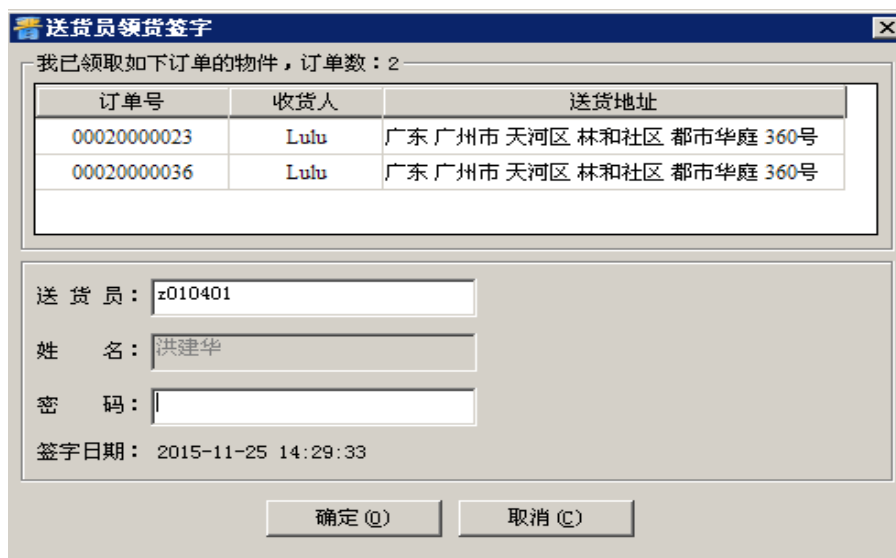 晋 送货员领货签字
我已领取如下订单的物件，订单数：2
订单号 收货人 送货地址
00020000023 Lulu 广东 广州市 天河区 林和社区 都市华庭 360号
00020000036 Lulu 广东 广州市 天河区 林和社区 都市华庭 360号
送 货 员： z010401
姓 名： 洪建华
密 码：
签字日期： 2015-11-25 14:29:33
确定(O) 取消(C)